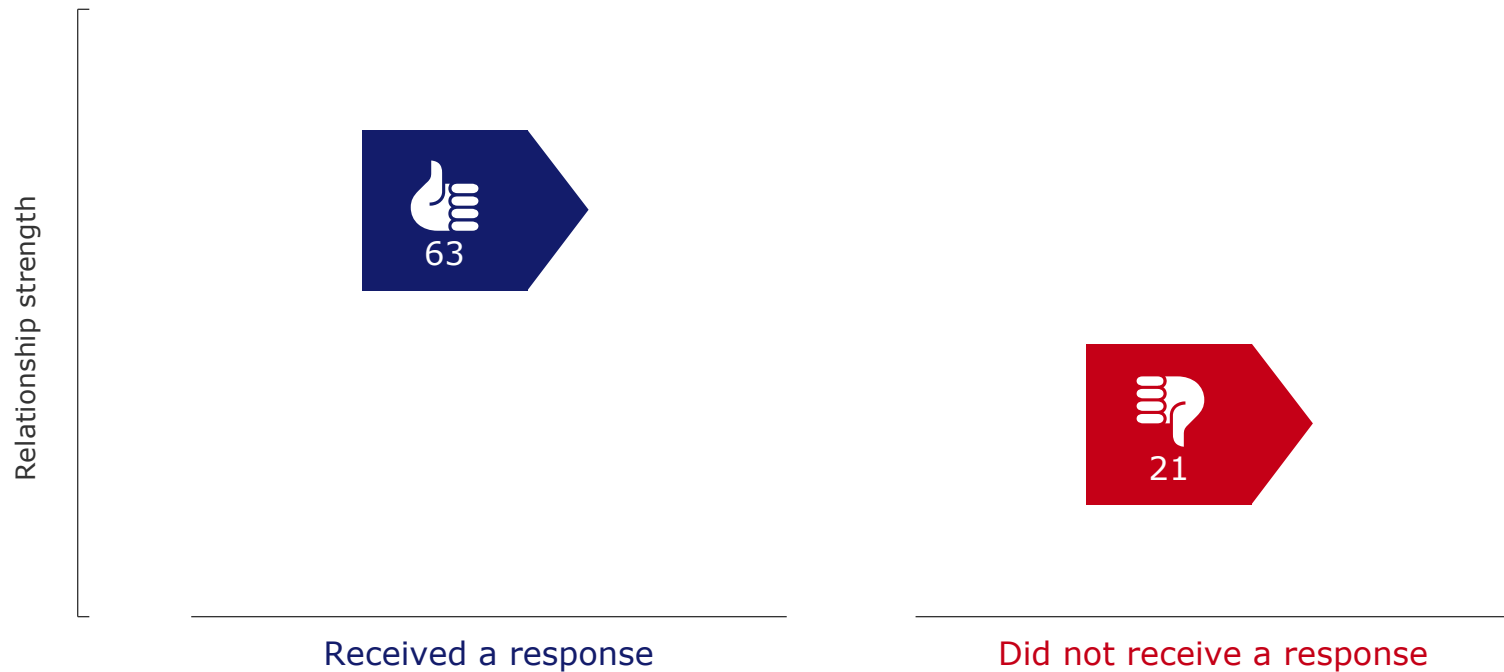 Relationship strength
63
21
Received a response
Did not receive a response